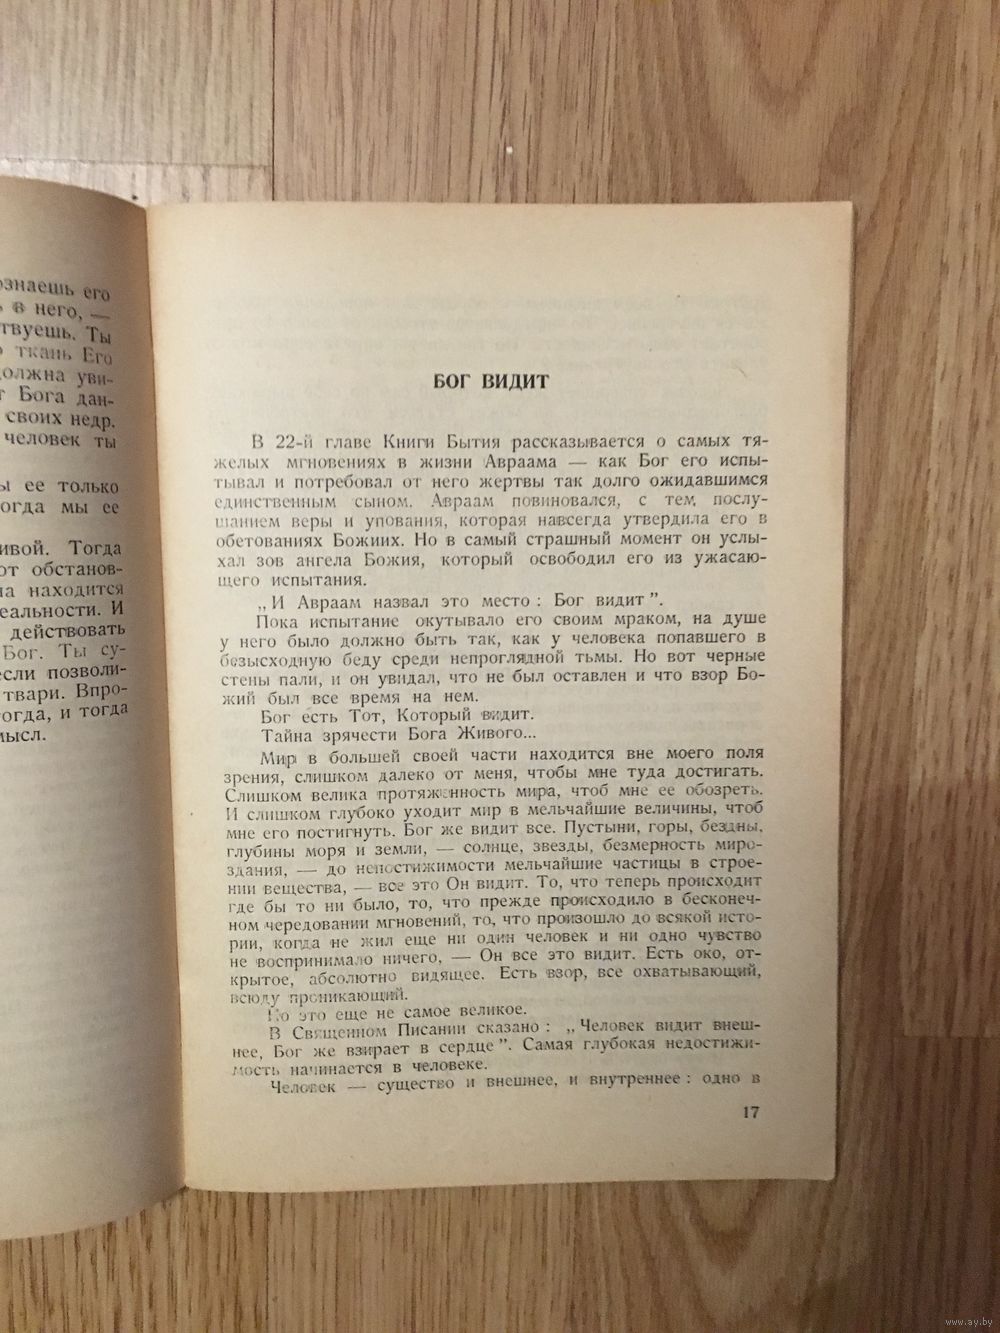 ознаешь его
в него, —
твуешь. Ты
ткань Его
олжна уви-
Бога дан-
своих недр.
человек ты
ы ее только
огда мы ее
ивой. Тогда
от обстанов-
на находится
еальности. И
действовать
Бог. Ты су-
если позволи-
твари. Впро-
огда, и тогда
мысл.
БОГ ВИДИТ
В 22-й главе Книги Бытия рассказывается о самых тя-
желых мгновениях в жизни Авраама — как Бог его испы-
тывал и потребовал от него жертвы так долго ожидавшимся
единственным сыном. Авраам повиновался, с тем, послу-
шанием веры и упования, которая навсегда утвердила его в
обетованиях Божиих. Но в самый страшный момент он услы-
хал зов ангела Божия, который освободил его из ужасаю-
щего испытания.
„И Авраам назвал это место : Бог видит”.
Пока испытание окутывало его своим мраком, на душе
у него было должно быть так, как у человека попавшего в
безысходную беду среди непроглядной тьмы. Но вот черные
стены пали, и он увидал, что не был оставлен и что взор Бо-
жий был все время на нем.
Бог есть Тот, Который видит.
Тайна зрячести Бога Живого...
Мир в большей своей части находится вне моего поля
зрения, слишком далеко от меня, чтобы мне туда достигать.
Слишком велика протяженность мира, чтоб мне ее обозреть.
И слишком глубоко уходит мир в мельчайшие величины, чтоб
мне его постигнуть. Бог же видит все. Пустыни, горы, бездны,
глубины моря и земли, — солнце, звезды, безмерность миро-
здания, — до непостижимости мельчайшие частицы в строе-
нии вещества, — все это Он видит. То, что теперь происходит
где бы то ни было, то, что прежде происходило в бесконеч-
ном чередовании мгновений, то, что произошло до всякой исто-
рии, когда не жил еще ни один человек и ни одно чувство
не воспринимало ничего, — Он все это видит. Есть око, от-
крытое, абсолютно видящее. Есть взор, все охватывающий,
всюду проникающий.
Но это еще не самое великое.
В Священном Писании сказано : „Человек видит внеш-
нее, Бог же взирает в сердце”. Самая глубокая недостижи-
мость начинается в человеке.
Человек — существо и внешнее, и внутреннее : одно в
17
www.ay.by